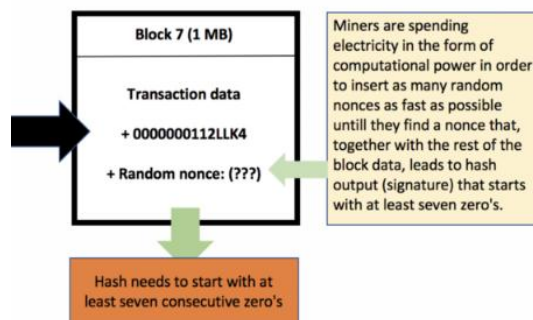 Block 7 (1 MB)
Transaction data
+ 0000000112LLK4
+ Random nonce: (???)
Hash needs to start with at
least seven consecutive zero's
Miners are spending
electricity in the form of
computational power in order
to insert as many random
nonces as fast as possible
untill they find a nonce that,
together with the rest of the
block data, leads to hash
output (signature) that starts
with at least seven zero's.